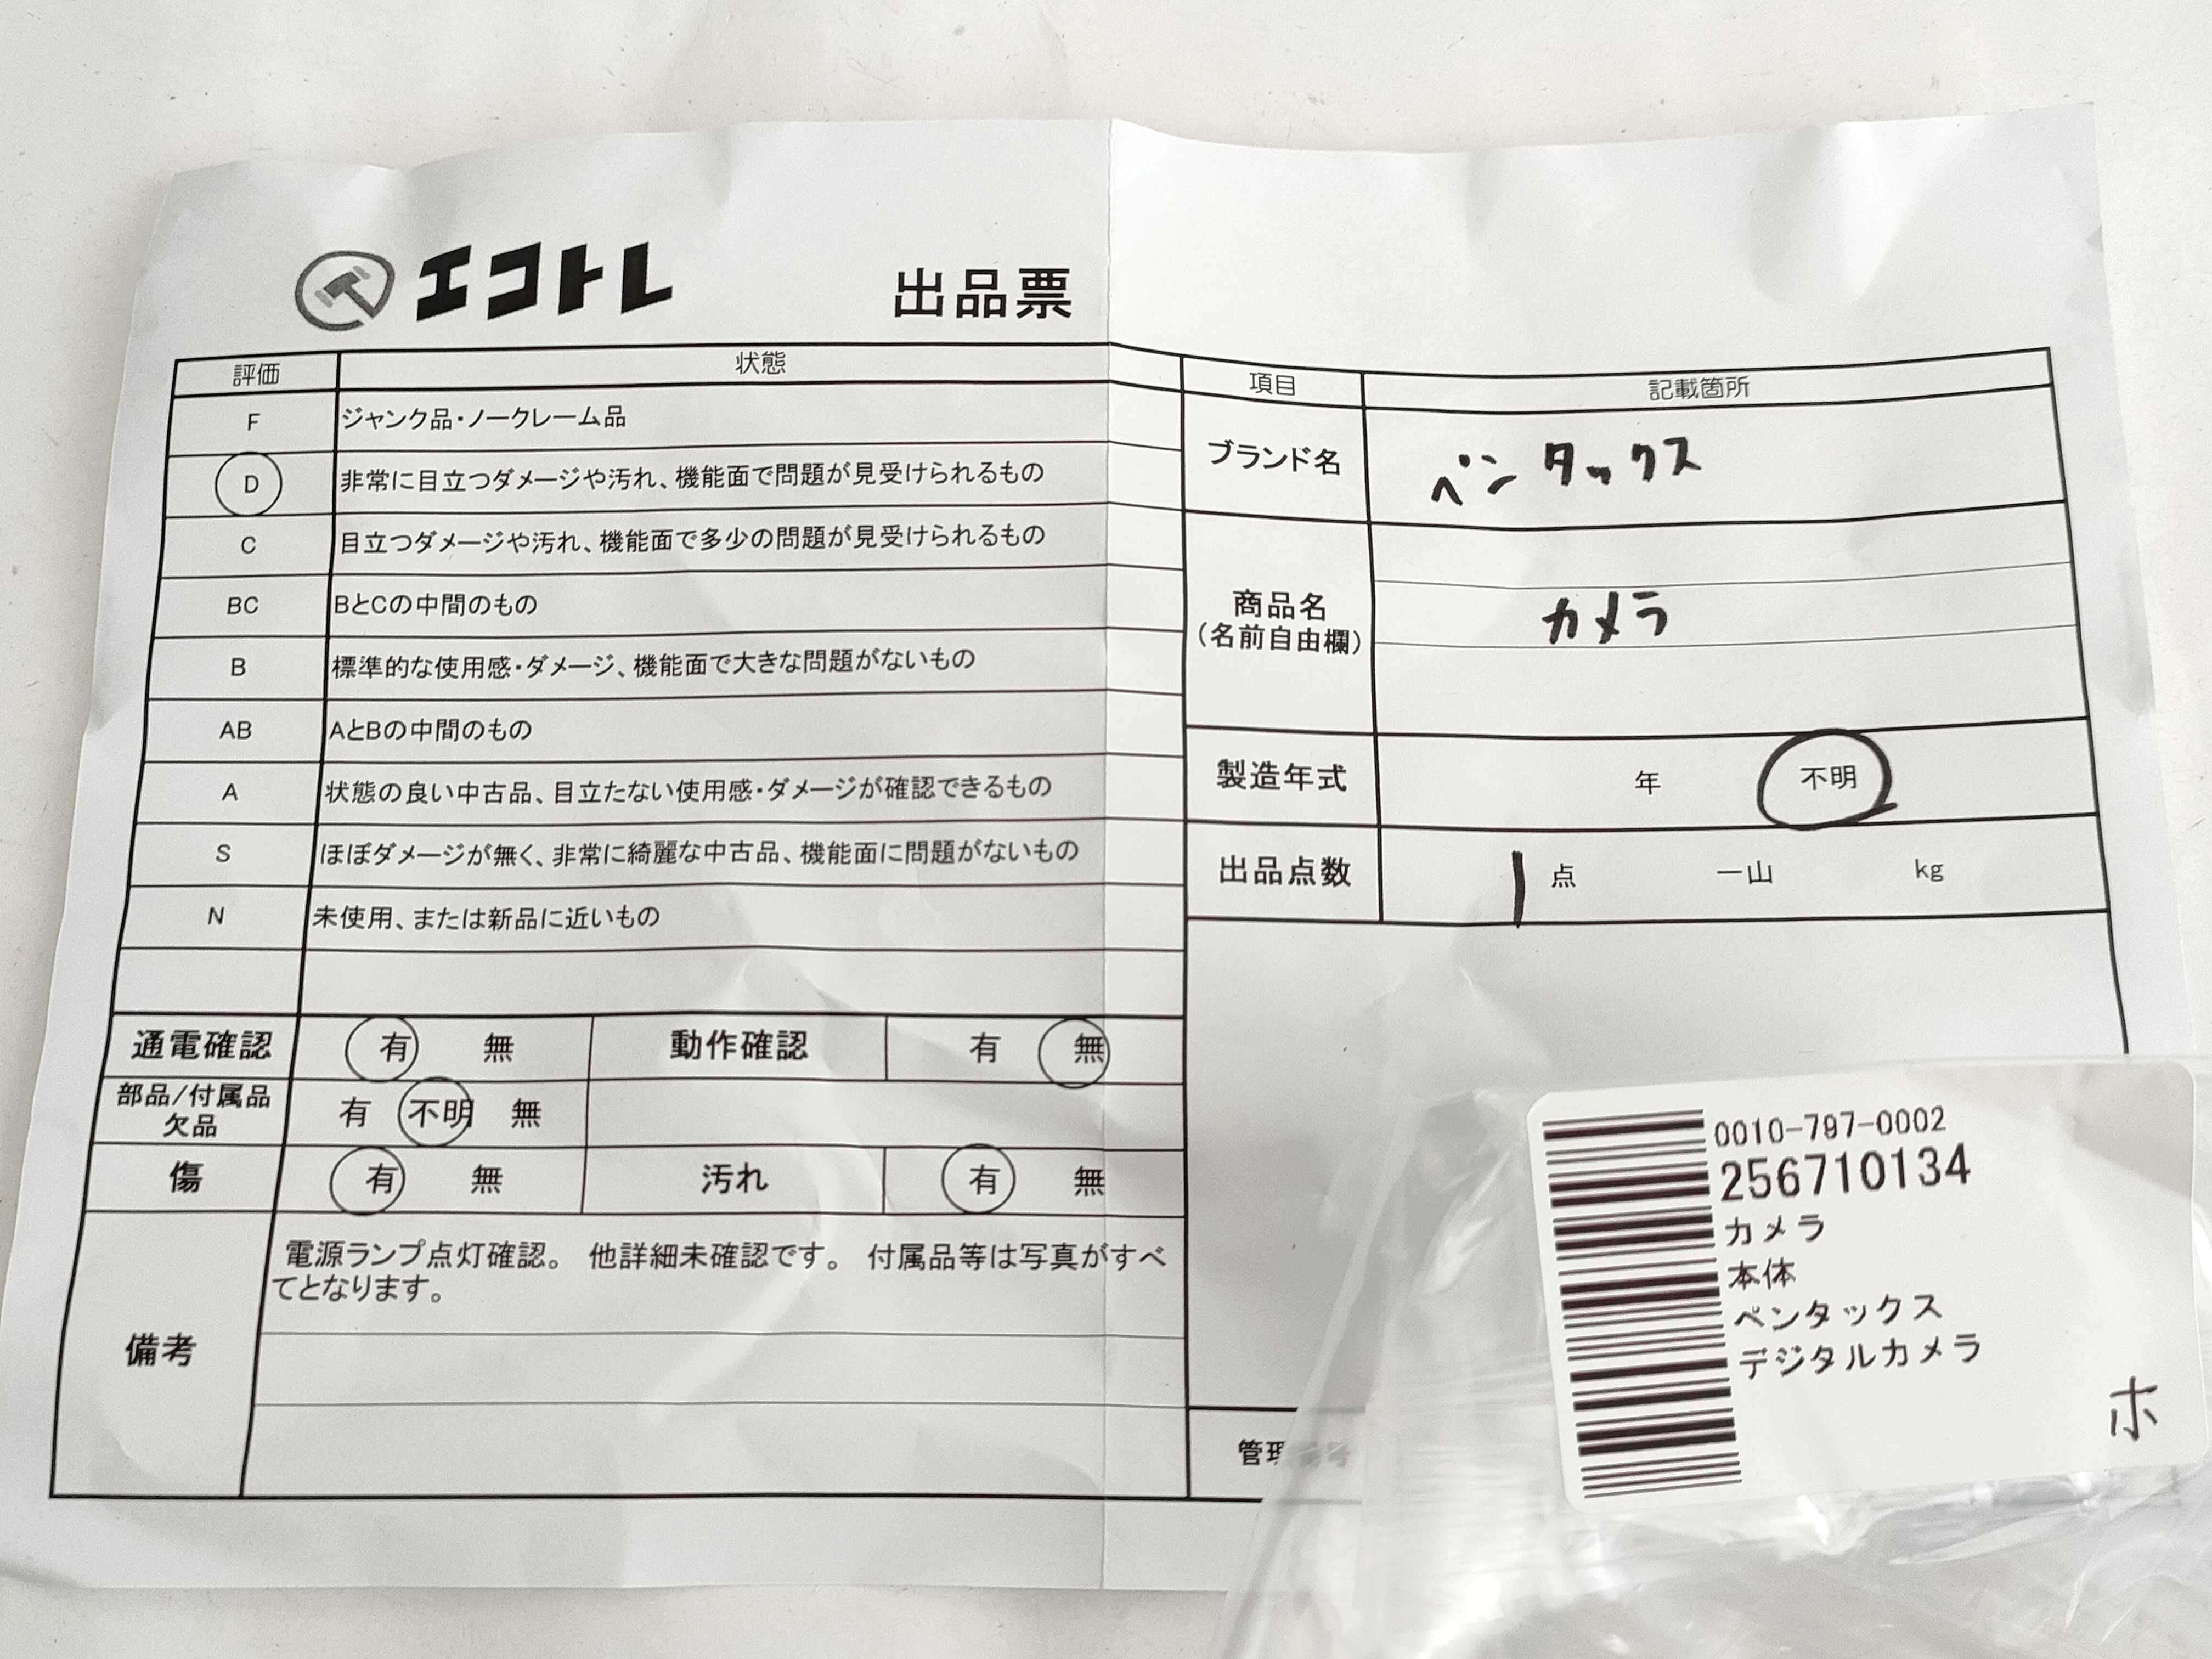 エコトレ 出品票
評価 状態
F ジャンク品・ノークレーム品
D 非常に目立つダメージや汚れ、機能面で問題が見受けられるもの
C 目立つダメージや汚れ、機能面で多少の問題が見受けられるもの
BC BとCの中間のもの
B 標準的な使用感・ダメージ、機能面で大きな問題がないもの
AB AとBの中間のもの
A 状態の良い中古品、目立たない使用感・ダメージが確認できるもの
S ほぼダメージが無く、非常に綺麗な中古品、機能面に問題がないもの
N 未使用、または新品に近いもの
通電確認 有 無 動作確認 有 無
部品/付属品
欠品 有 不明 無
傷 有 無 汚れ 有 無
備考
電源ランプ点灯確認。 他詳細未確認です。 付属品等は写真がすべ
てとなります。
項目 記載箇所
ブランド名 ペンタックス
商品名
(名前自由欄) カメラ
製造年式 年 不明
出品点数 1 点 一山 kg
管理番号
0010-797-0002
256710134
カメラ
本体
ペンタックス
デジタルカメラ
ホ